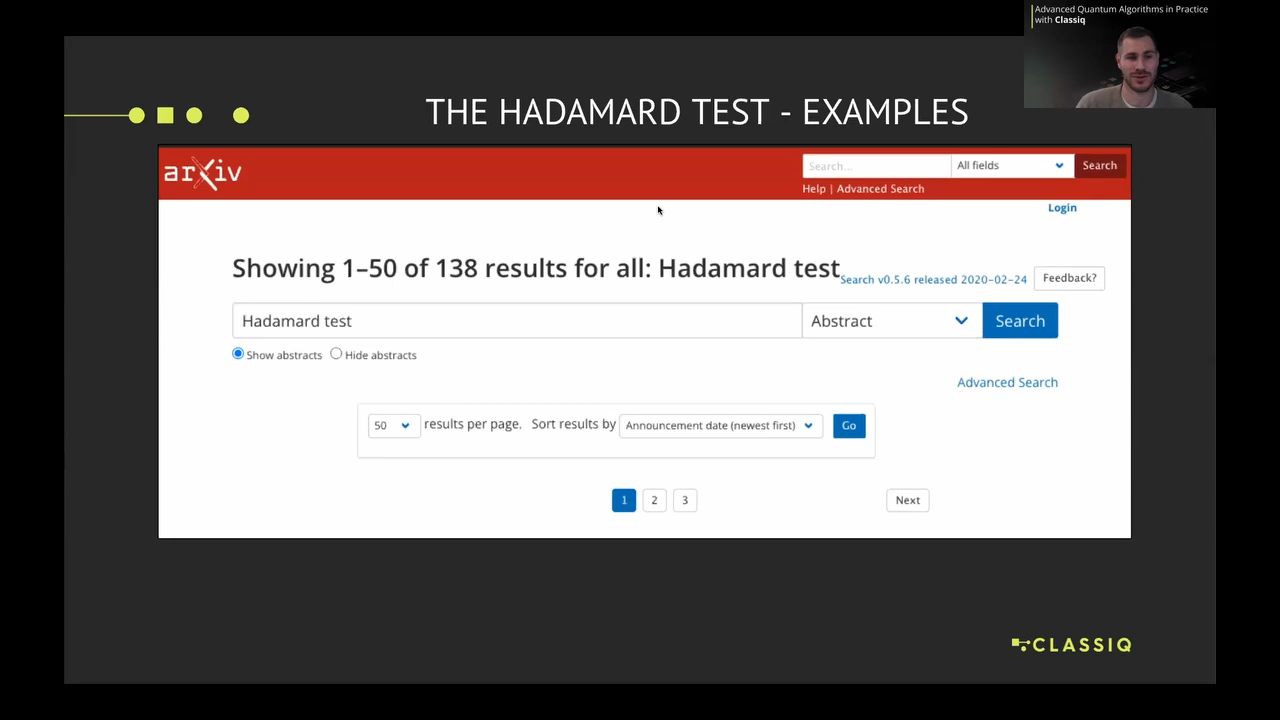 Advanced Quantum Algorithms in Practice
with Classiq
THE HADAMARD TEST - EXAMPLES
arXiv
Search...
All fields
Search
Help | Advanced Search
Login
Showing 1–50 of 138 results for all: Hadamard test
Search v0.5.6 released 2020-02-24
Feedback?
Hadamard test
Abstract
Search
Show abstracts
Hide abstracts
Advanced Search
50
results per page.
Sort results by
Announcement date (newest first)
Go
1
2
3
Next
CLASSIQ